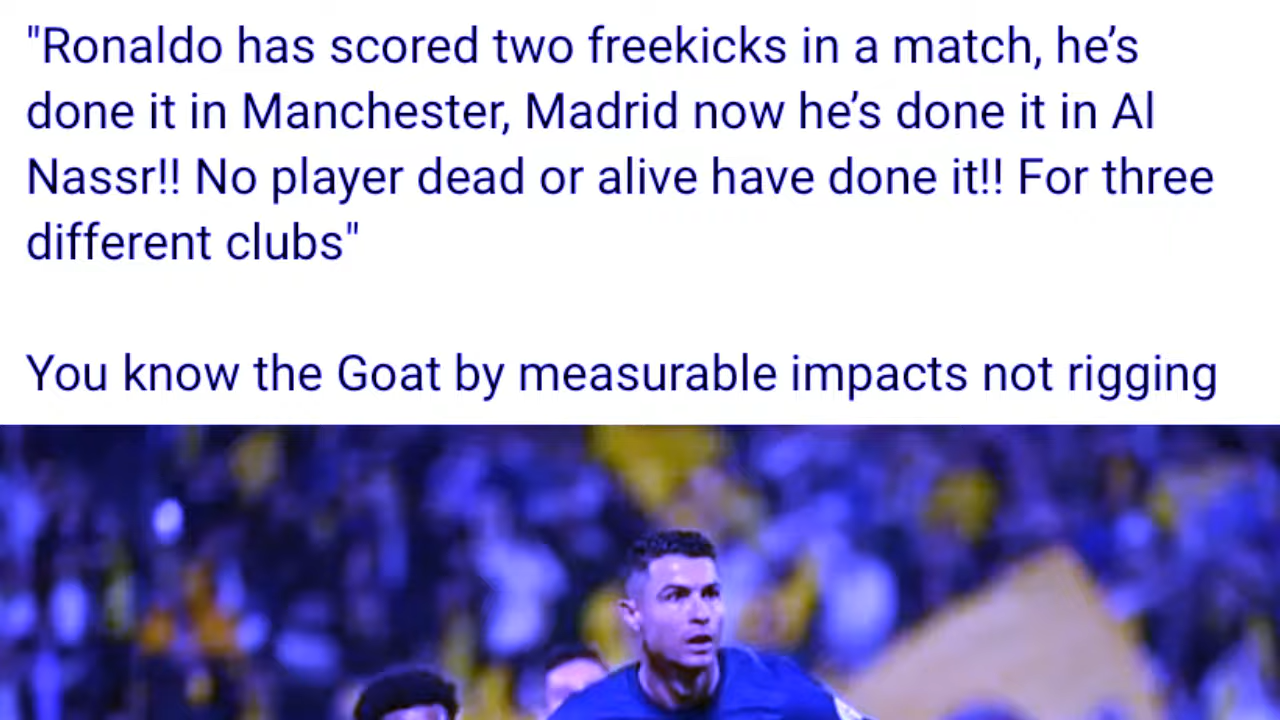 "Ronaldo has scored two freekicks in a match, he’s
done it in Manchester, Madrid now he’s done it in Al
Nassr!! No player dead or alive have done it!! For three
different clubs"
You know the Goat by measurable impacts not rigging